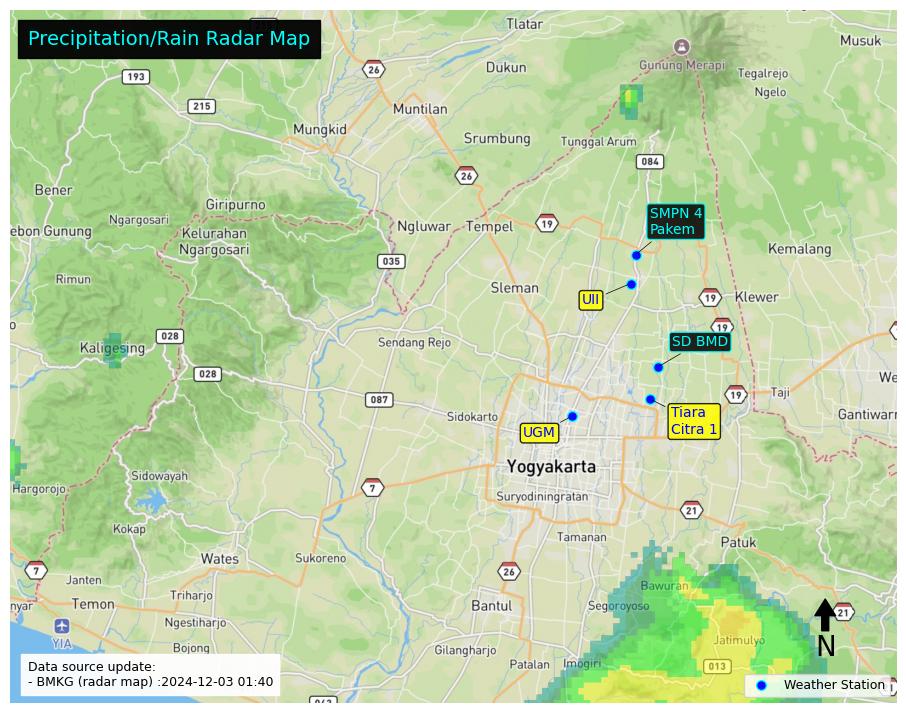 Precipitation/Rain Radar Map
Tlatar
Musuk
26
193
Dukun
Gunung Merapi
Tegalrejo
Ngelo
215
Muntilan
Mungkid
Srumbung
Tunggal Arum
084
26
Bener
Giripurno
SMPN 4
Pakem
Ngargosari
Ngluwar
Tempel
19
ebon Gunung
Kelurahan
Ngargosari
Kemalang
035
Rimun
UII
Sleman
19
Klewer
19
028
Kaligesing
Sendang Rejo
SD BMD
028
We
087
19
Taji
Sidokarto
Tiara
Citra 1
Gantiwarn
UGM
Yogyakarta
Sidowayah
7
Hargorojo
Suryodiningratan
21
Kokap
Tamanan
Patuk
Wates
Sukoreno
7
26
Janten
Bawuran
Triharjo
nyar
Temon
Bantul
Segoroyoso
21
Ngestiharjo
YIA
Jatimulyo
N
Bojong
Gilangharjo
Patalan
Imogiri
013
Data source update:
- BMKG (radar map) :2024-12-03 01:40
Weather Station